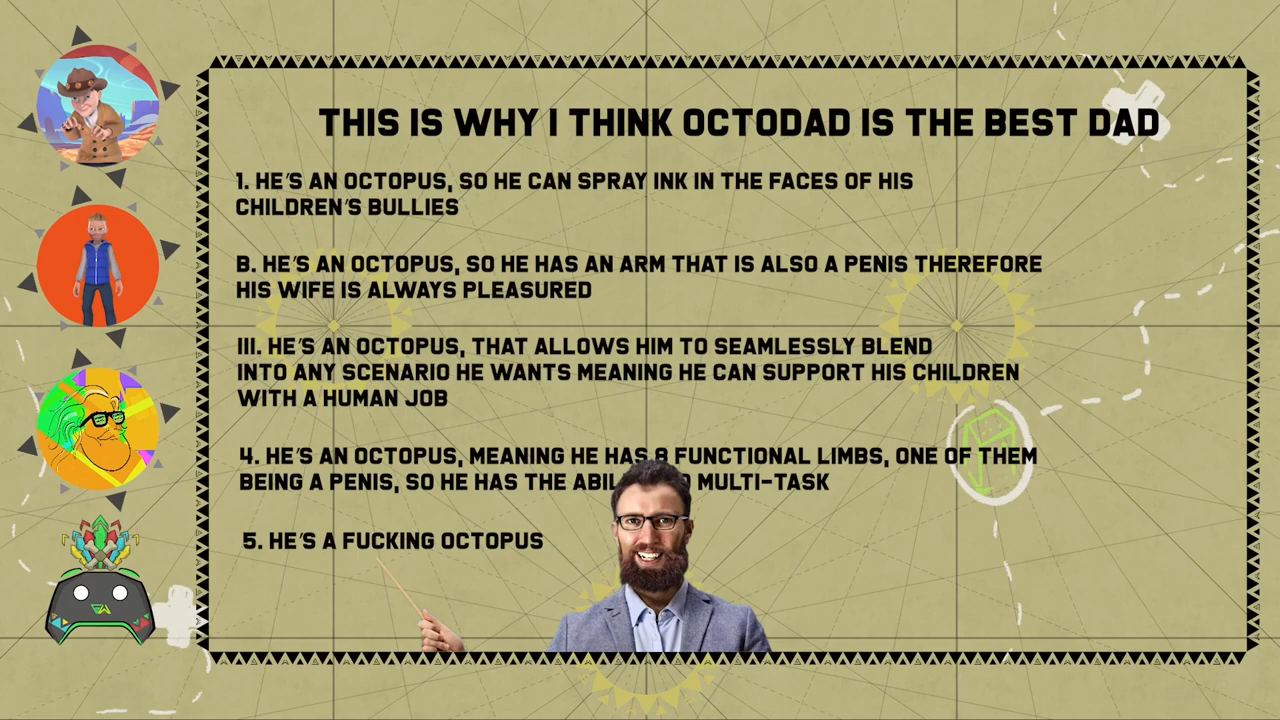 THIS IS WHY I THINK OCTODAD IS THE BEST DAD
1. HE'S AN OCTOPUS, SO HE CAN SPRAY INK IN THE FACES OF HIS
CHILDREN'S BULLIES
B. HE'S AN OCTOPUS, SO HE HAS AN ARM THAT IS ALSO A PENIS THEREFORE
HIS WIFE IS ALWAYS PLEASURED
III. HE'S AN OCTOPUS, THAT ALLOWS HIM TO SEAMLESSLY BLEND
INTO ANY SCENARIO HE WANTS MEANING HE CAN SUPPORT HIS CHILDREN
WITH A HUMAN JOB
4. HE'S AN OCTOPUS, MEANING HE HAS 8 FUNCTIONAL LIMBS, ONE OF THEM
BEING A PENIS, SO HE HAS THE MULTI-TASK
5. HE'S A FUCKING OCTOPUS